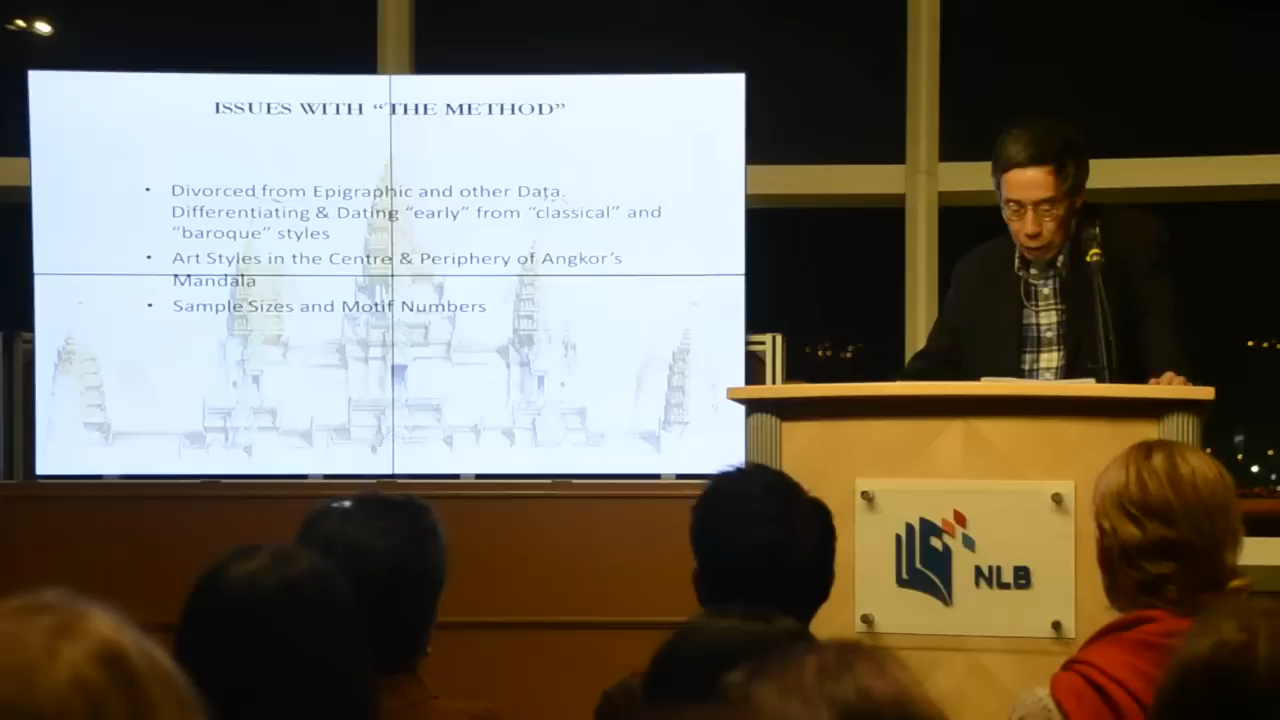 ISSUES WITH “THE METHOD”
• Divorced from Epigraphic and other Data.
Differentiating & Dating “early” from “classical” and
“baroque” styles
• Art Styles in the Centre & Periphery of Angkor’s
Mandala
• Sample Sizes and Motif Numbers
NLB